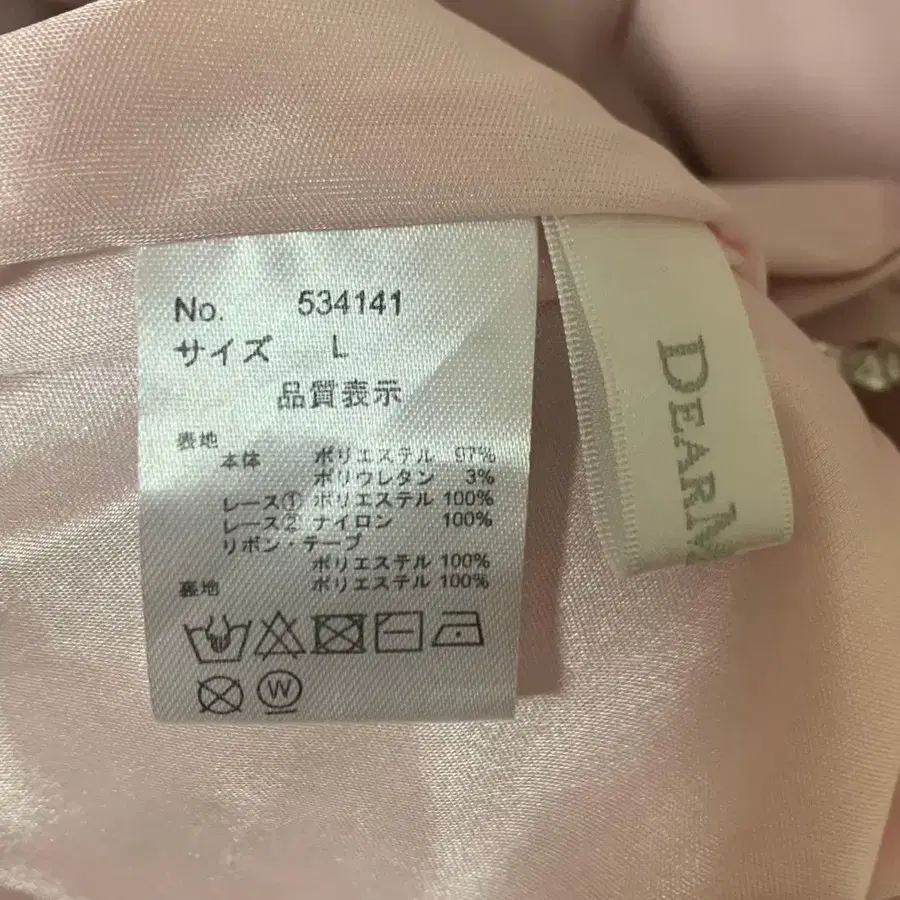 No. 534141
サイズ L
品質表示
表地
本体 ポリエステル 97%
ポリウレタン 3%
レース① ポリエステル 100%
レース② ナイロン 100%
リボン・テープ
ポリエステル 100%
裏地 ポリエステル 100%
W
DEARM